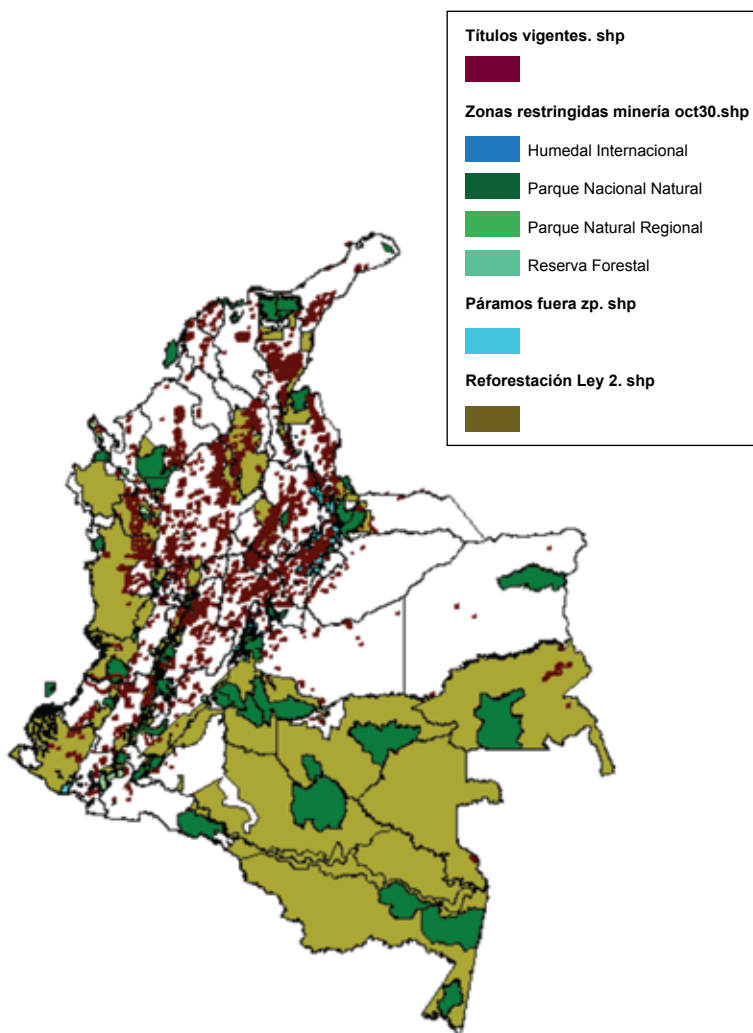 Títulos vigentes. shp
Zonas restringidas minería oct30.shp
Humedal Internacional
Parque Nacional Natural
Parque Natural Regional
Reserva Forestal
Páramos fuera zp. shp
Reforestación Ley 2. shp